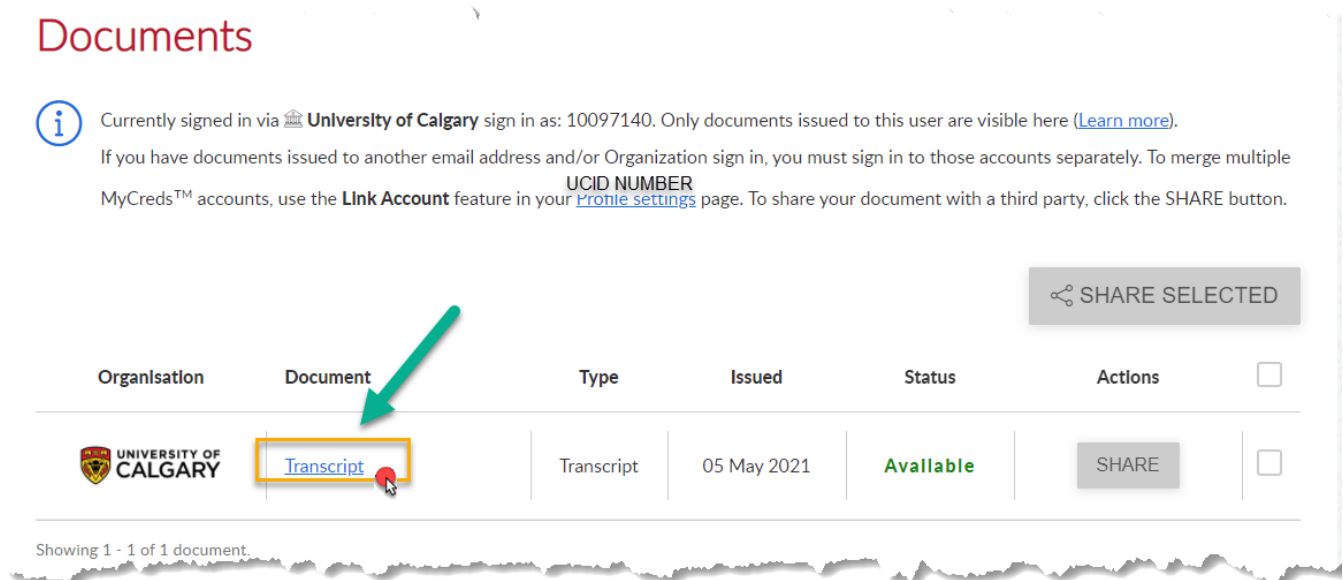 Documents
Currently signed in via University of Calgary sign in as: 10097140. Only documents issued to this user are visible here (Learn more).
If you have documents issued to another email address and/or Organization sign in, you must sign in to those accounts separately. To merge multiple
UCID NUMBER
MyCreds™ accounts, use the Link Account feature in your Profile settings page. To share your document with a third party, click the SHARE button.
SHARE SELECTED
Organisation Document Type Issued Status Actions
UNIVERSITY OF
CALGARY
Transcript Transcript 05 May 2021 Available SHARE
Showing 1 - 1 of 1 document.